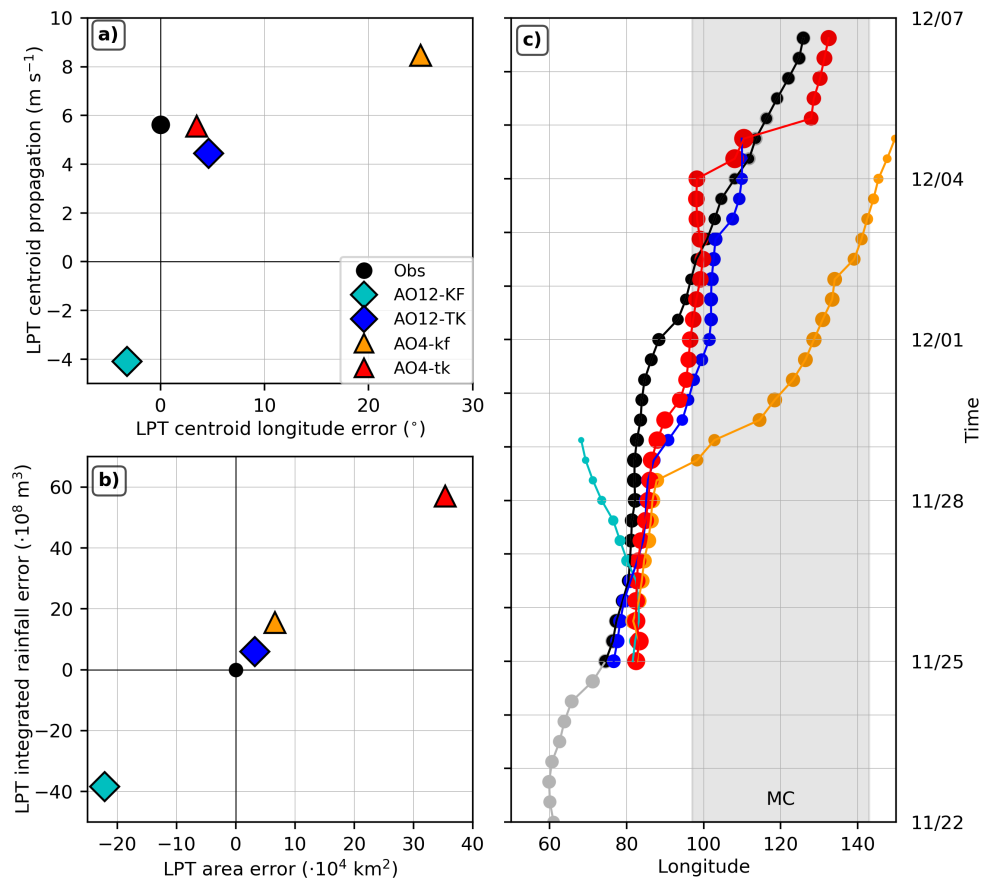 a)
10
8
6
4
2
0
−2
−4
LPT centroid propagation (m s⁻¹)
0
10
20
30
LPT centroid longitude error (°)
Obs
AO12-KF
AO12-TK
AO4-kf
AO4-tk
b)
60
40
20
0
−20
−40
LPT integrated rainfall error (·10⁸ m³)
−20
−10
0
10
20
30
40
LPT area error (·10⁴ km²)
c)
MC
60
80
100
120
140
Longitude
12/07
12/04
12/01
11/28
11/25
11/22
Time